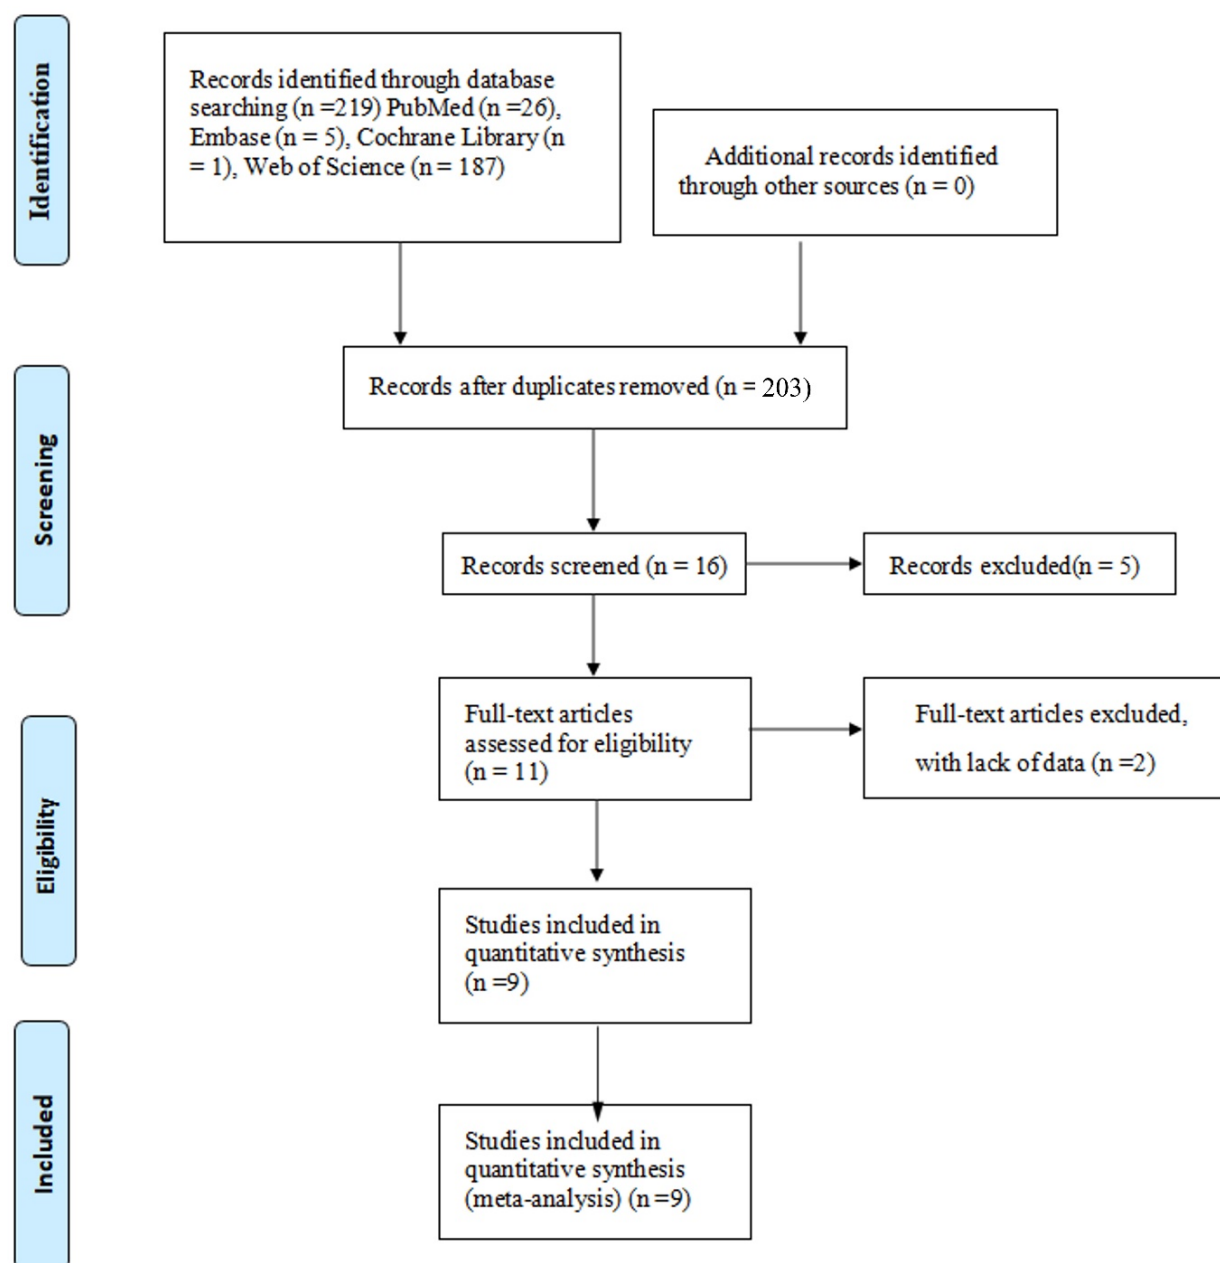 Identification
Records identified through database
searching (n =219) PubMed (n =26),
Embase (n = 5), Cochrane Library (n
= 1), Web of Science (n = 187)
Additional records identified
through other sources (n = 0)
Screening
Records after duplicates removed (n = 203)
Records screened (n = 16)
Records excluded(n = 5)
Eligibility
Full-text articles
assessed for eligibility
(n = 11)
Full-text articles excluded,
with lack of data (n =2)
Studies included in
quantitative synthesis
(n =9)
Included
Studies included in
quantitative synthesis
(meta-analysis) (n =9)